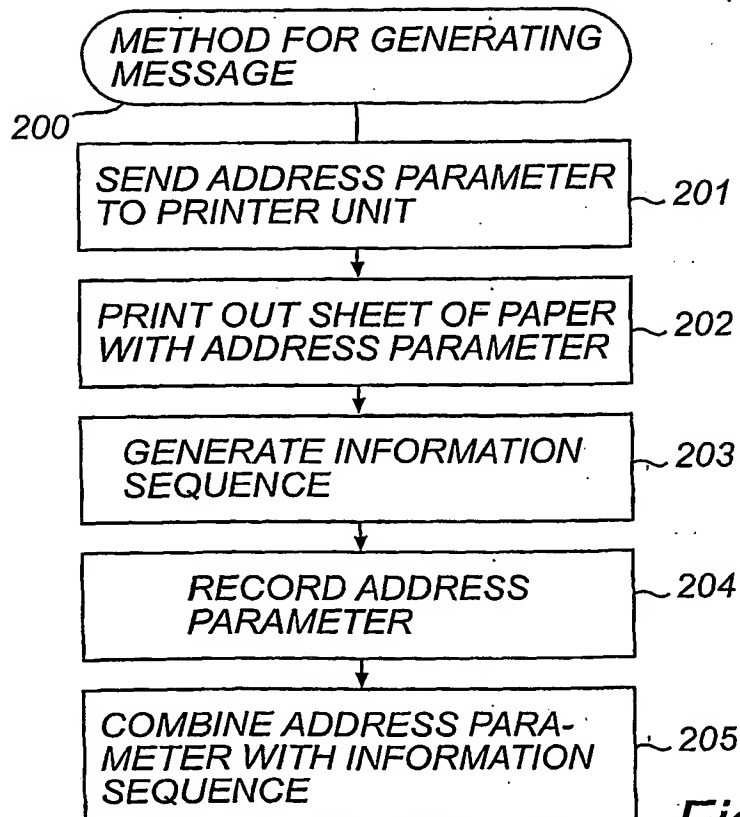 METHOD FOR GENERATING
MESSAGE
200
SEND ADDRESS PARAMETER
TO PRINTER UNIT
201
PRINT OUT SHEET OF PAPER
WITH ADDRESS PARAMETER
202
GENERATE INFORMATION
SEQUENCE
203
RECORD ADDRESS
PARAMETER
204
COMBINE ADDRESS PARA-
METER WITH INFORMATION
SEQUENCE
205